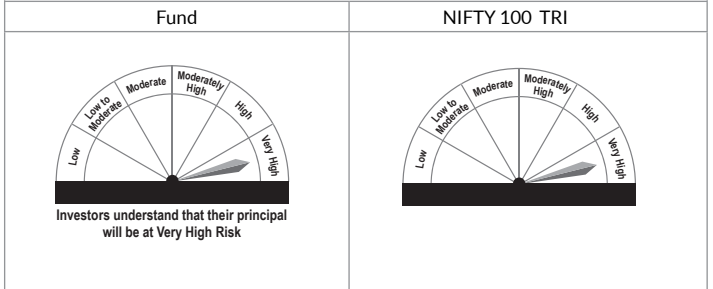 Fund
NIFTY 100 TRI
Low
Low to
Moderate
Moderate
Moderately
High
High
Very High
Investors understand that their principal
will be at Very High Risk
Low
Low to
Moderate
Moderate
Moderately
High
High
Very High